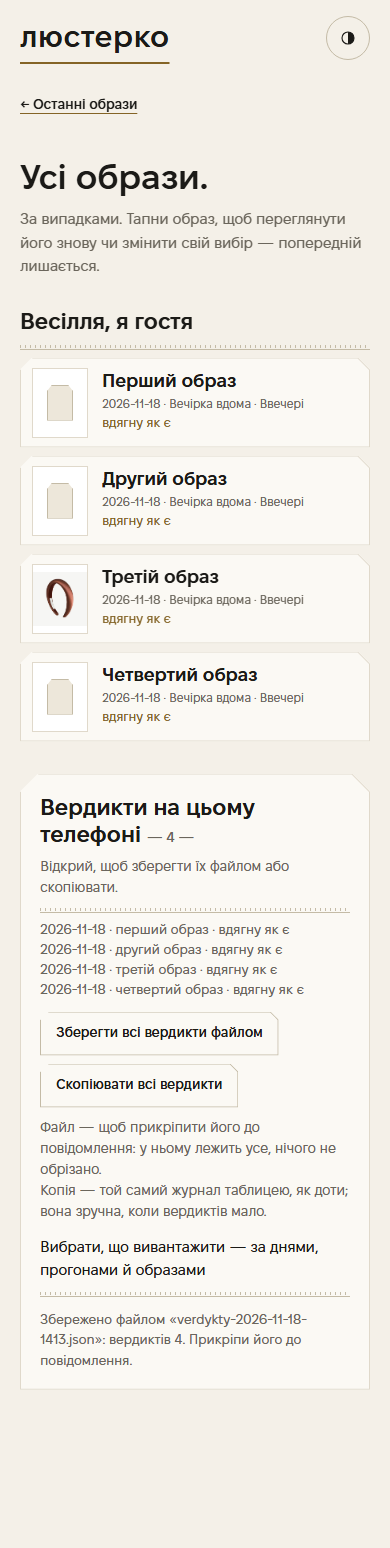 люстерко
← Останні образи
Усі образи.
За випадками. Тапни образ, щоб переглянути
його знову чи змінити свій вибір — попередній
лишається.
Весілля, я гостя
Перший образ
2026-11-18 · Вечірка вдома · Ввечері
вдягну як є
Другий образ
2026-11-18 · Вечірка вдома · Ввечері
вдягну як є
Третій образ
2026-11-18 · Вечірка вдома · Ввечері
вдягну як є
Четвертий образ
2026-11-18 · Вечірка вдома · Ввечері
вдягну як є
Вердикти на цьому
телефоні — 4 —
Відкрий, щоб зберегти їх файлом або
скопіювати.
2026-11-18 · перший образ · вдягну як є
2026-11-18 · другий образ · вдягну як є
2026-11-18 · третій образ · вдягну як є
2026-11-18 · четвертий образ · вдягну як є
Зберегти всі вердикти файлом
Скопіювати всі вердикти
Файл — щоб прикріпити його до
повідомлення: у ньому лежить усе, нічого не
обрізано.
Копія — той самий журнал таблицею, як доти;
вона зручна, коли вердиктів мало.
Вибрати, що вивантажити — за днями,
прогонами й образами
Збережено файлом «verdykty-2026-11-18-
1413.json»: вердиктів 4. Прикріпи його до
повідомлення.